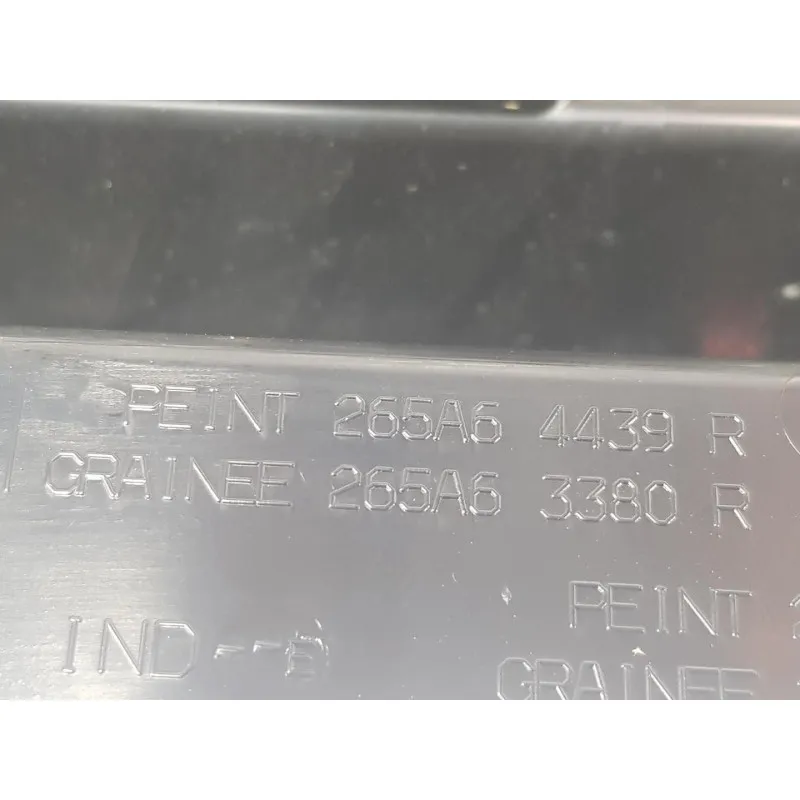 PEINT 265A6 4439 R
GRAINEE 265A6 3380 R
IND--E
PEINT
GRAINEE